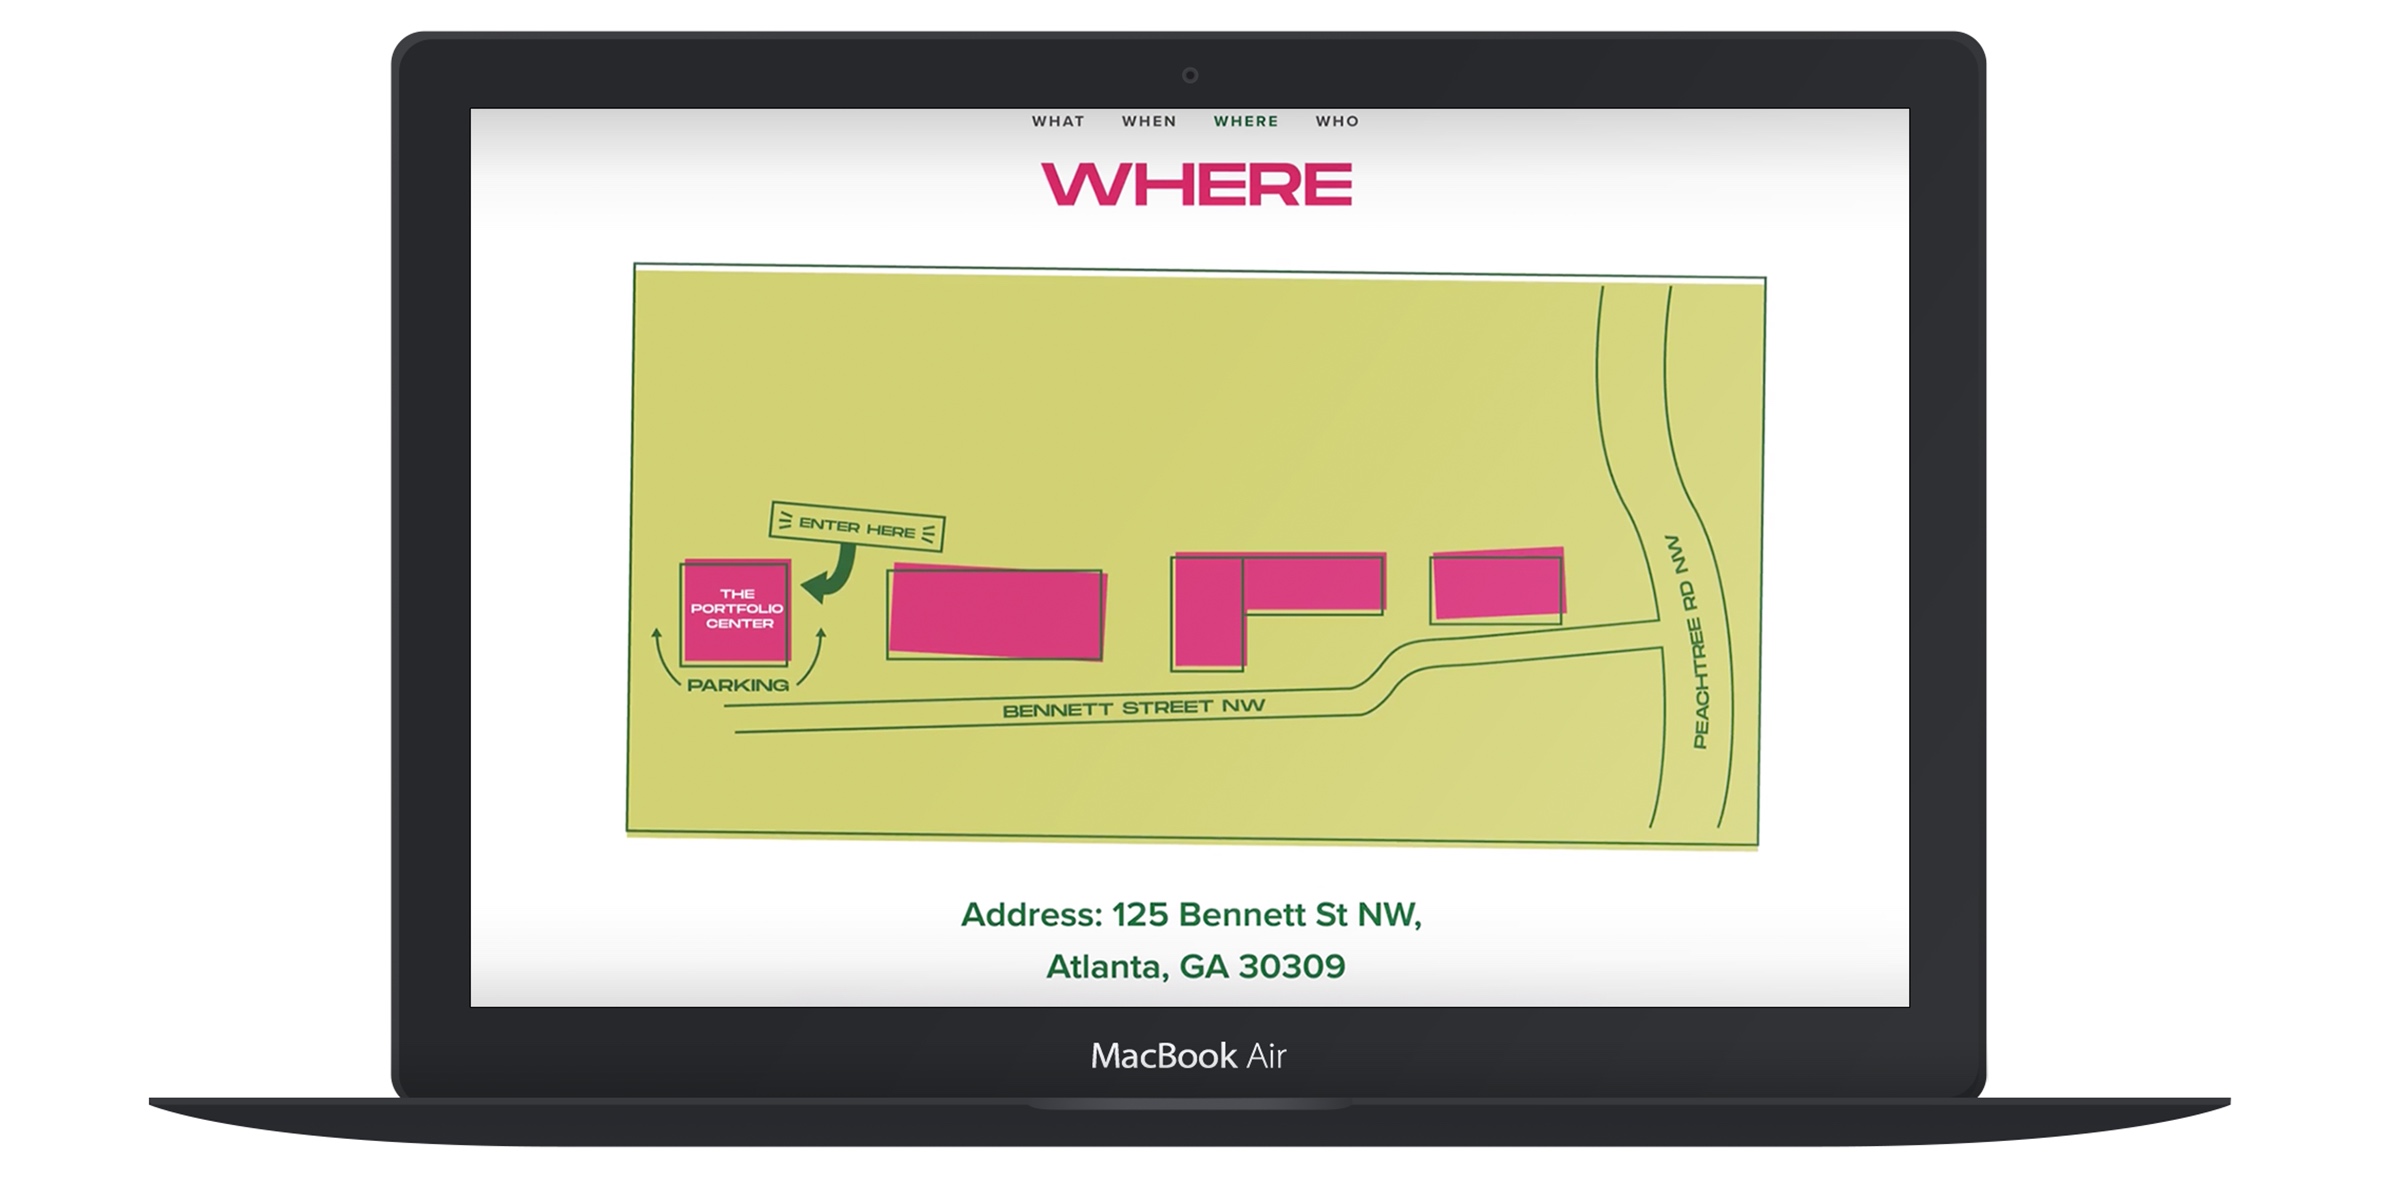 WHAT WHEN WHERE WHO
WHERE
ENTER HERE
THE
PORTFOLIO
CENTER
PARKING
BENNETT STREET NW
PEACHTREE RD NW
Address: 125 Bennett St NW,
Atlanta, GA 30309
MacBook Air